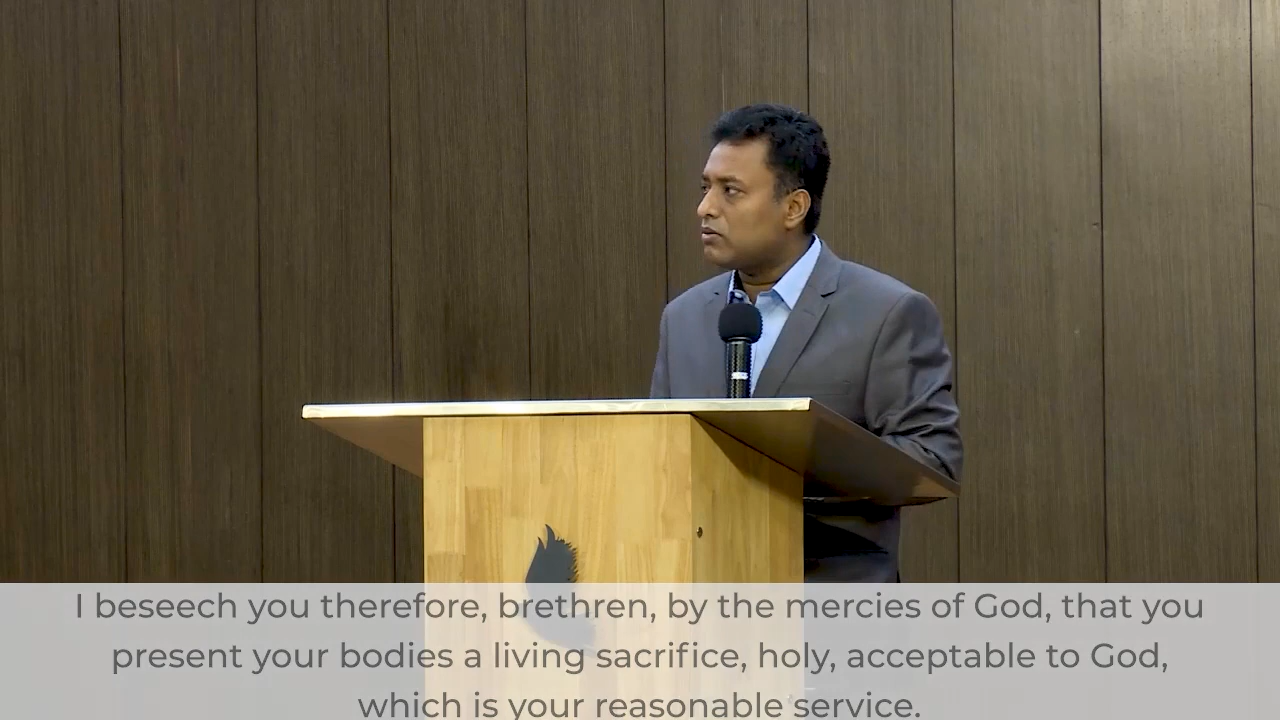 I beseech you therefore, brethren, by the mercies of God, that you
present your bodies a living sacrifice, holy, acceptable to God,
which is your reasonable service.